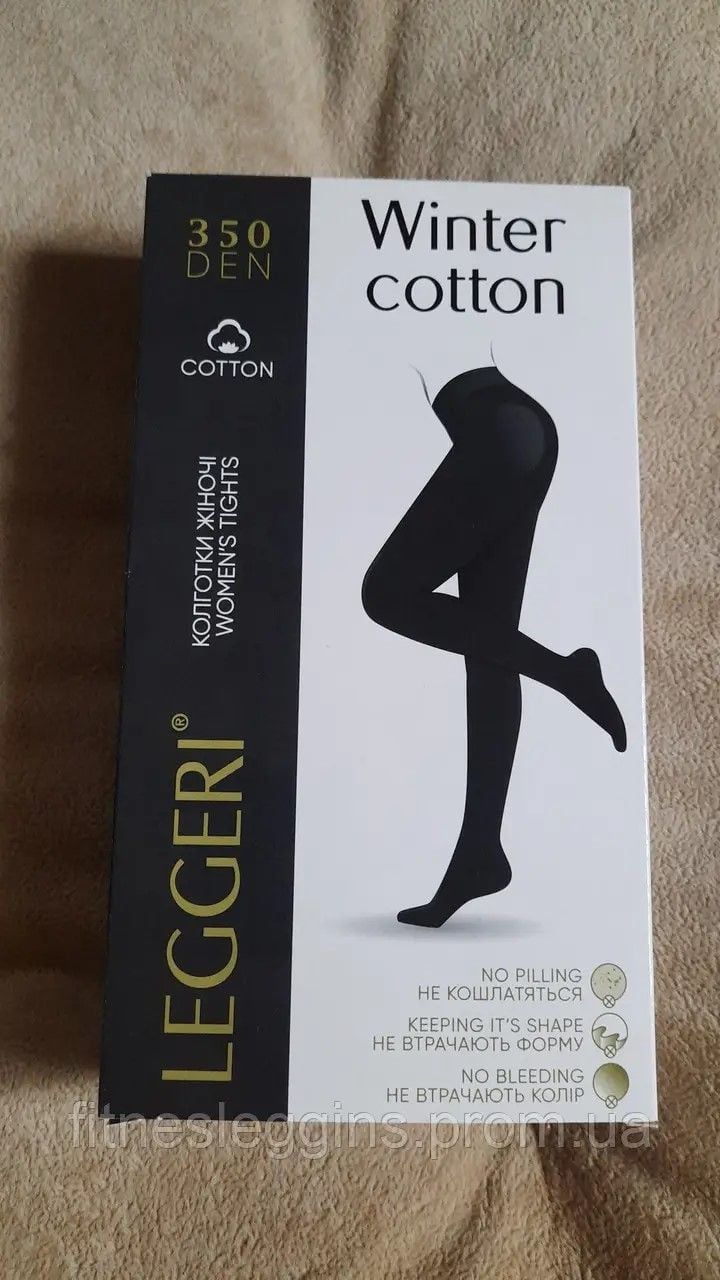 350
DEN
COTTON
КОЛГОТКИ ЖІНОЧІ
WOMEN'S TIGHTS
LEGGERI®
Winter
cotton
NO PILLING
НЕ КОШЛАТЯТЬСЯ
KEEPING IT'S SHAPE
НЕ ВТРАЧАЮТЬ ФОРМУ
NO BLEEDING
НЕ ВТРАЧАЮТЬ КОЛІР
fitnesleggins.prom.ua